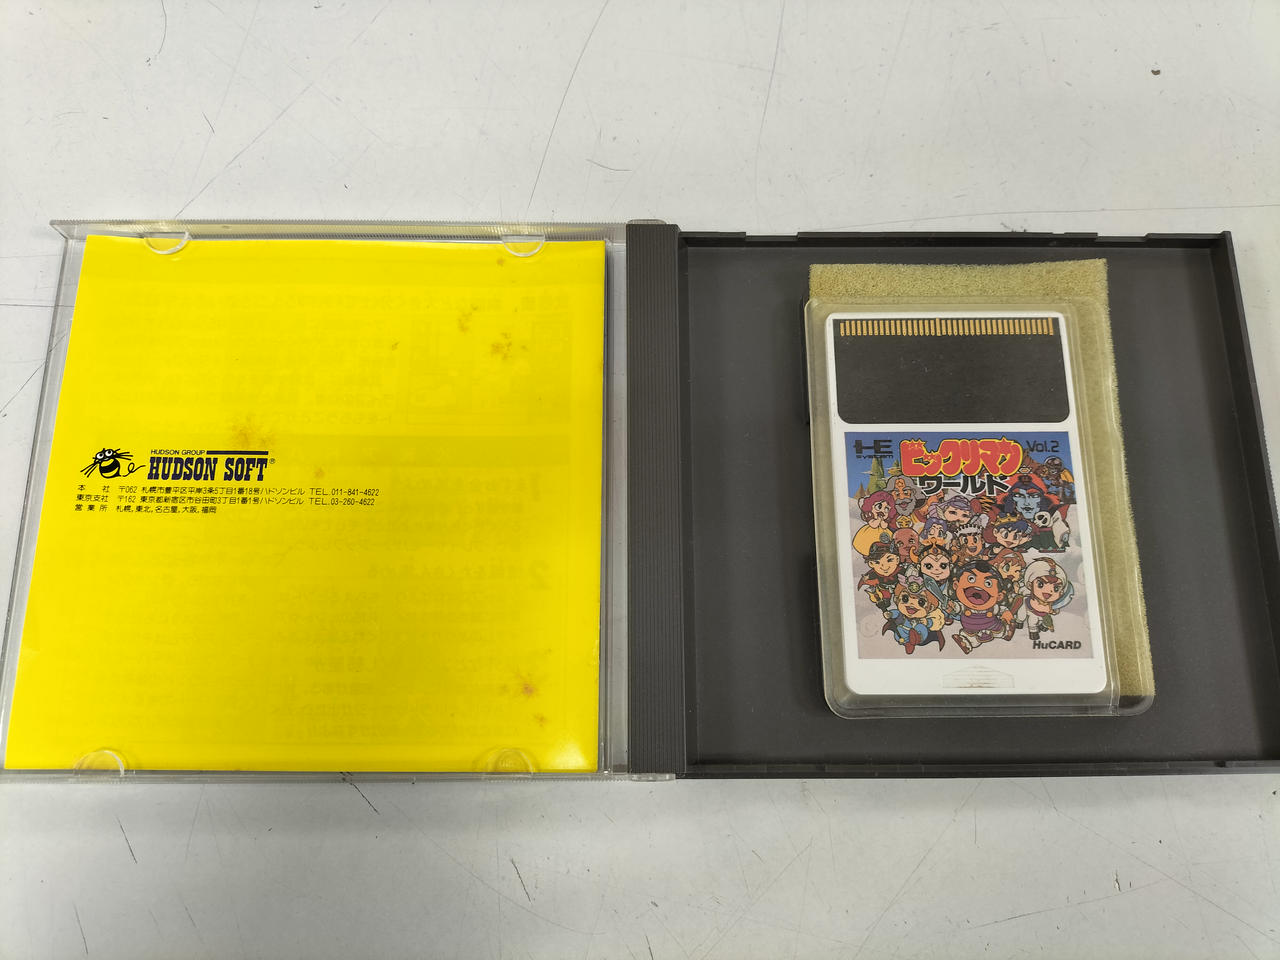 HUDSON GROUP
HUDSON SOFT®
本社 〒062 札幌市豊平区平岸3条5丁目1番18号ハドソンビル TEL.011-841-4622
東京支社 〒162 東京都新宿区市谷田町3丁目1番1号ハドソンビル TEL.03-260-4622
営業所 札幌,東北,名古屋,大阪,福岡
HE
SYSTEM
ビックリマン
ワールド
Vol.2
HuCARD